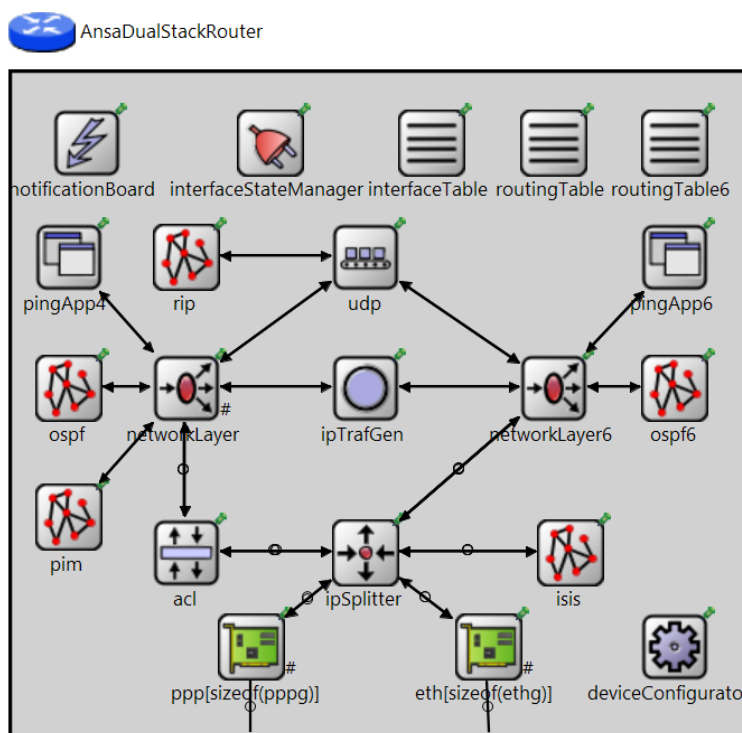 AnsaDualStackRouter
notificationBoard interfaceStateManager interfaceTable routingTable routingTable6
pingApp4 rip udp pingApp6
ospf networkLayer # ipTrafGen networkLayer6 ospf6
pim acl ipSplitter isis
ppp[sizeof(pppg)] # eth[sizeof(ethg)] # deviceConfigurato